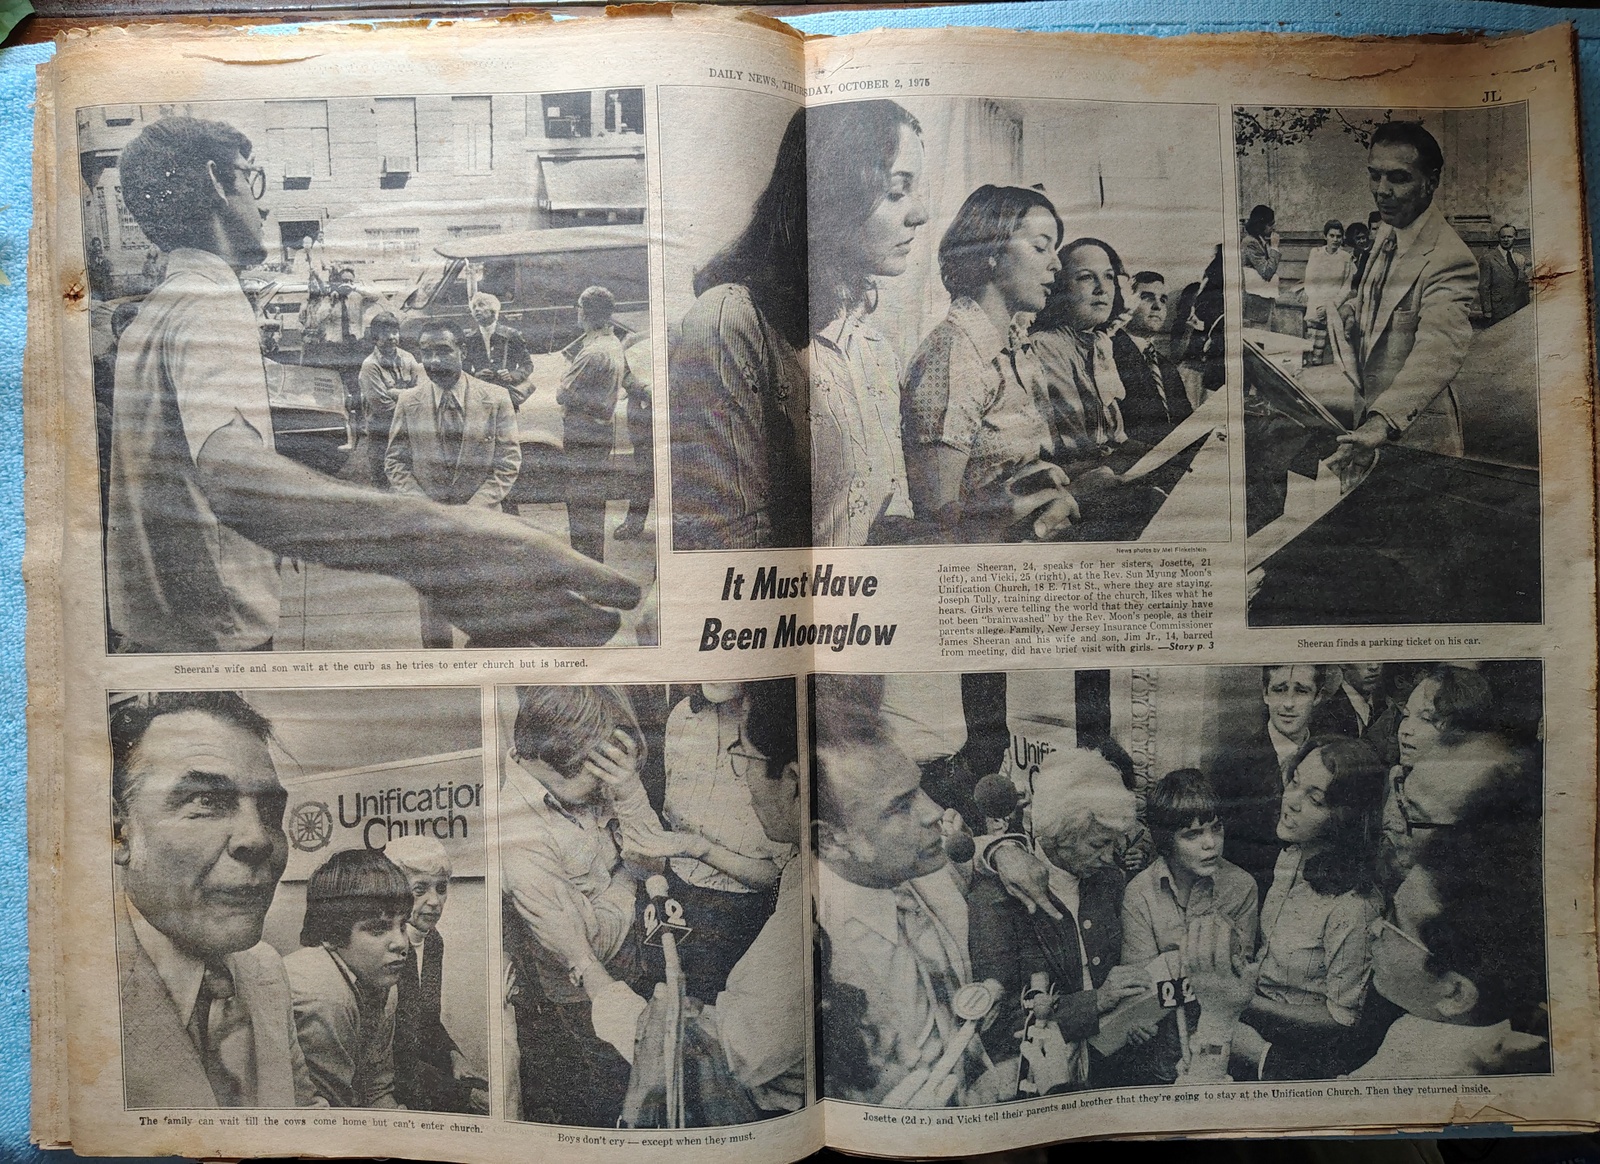 DAILY NEWS, THURSDAY, OCTOBER 2, 1975
JL
Sheeran's wife and son wait at the curb as he tries to enter church but is barred.
News photos by Mel Finkelstein
It Must Have
Been Moonglow
Jaimee Sheeran, 24, speaks for her sisters, Josette, 21
(left), and Vicki, 25 (right), at the Rev. Sun Myung Moon's
Unification Church, 18 E. 71st St., where they are staying.
Joseph Tully, training director of the church, likes what he
hears. Girls were telling the world that they certainly have
not been "brainwashed" by the Rev. Moon's people, as their
parents allege. Family, New Jersey Insurance Commissioner
James Sheeran and his wife and son, Jim Jr., 14, barred
from meeting, did have brief visit with girls. —Story p. 3
Sheeran finds a parking ticket on his car.
Unification
Church
The family can wait till the cows come home but can't enter church.
2 2
Boys don't cry — except when they must.
Unifi
C
2 2
Josette (2d r.) and Vicki tell their parents and brother that they're going to stay at the Unification Church. Then they returned inside.